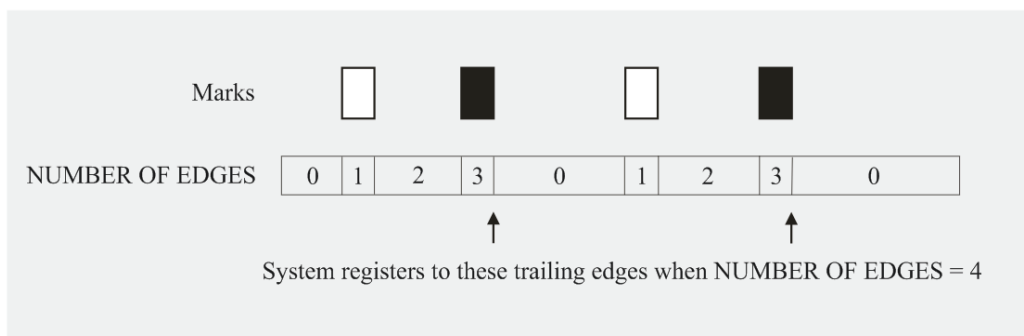 Marks
NUMBER OF EDGES 0 1 2 3 0 1 2 3 0
System registers to these trailing edges when NUMBER OF EDGES = 4